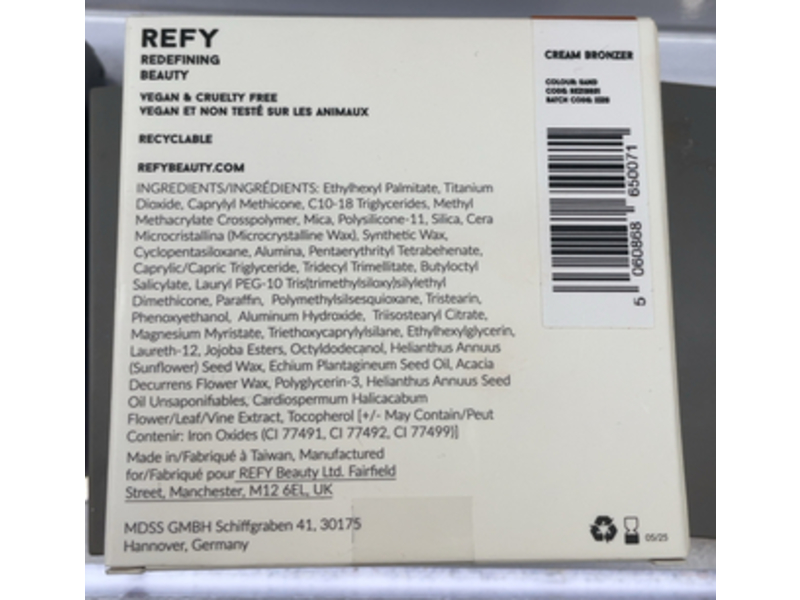 REFY
REDEFINING
BEAUTY
VEGAN & CRUELTY FREE
VEGAN ET NON TESTÉ SUR LES ANIMAUX
RECYCLABLE
REFYBEAUTY.COM
INGREDIENTS/INGRÉDIENTS: Ethylhexyl Palmitate, Titanium
Dioxide, Caprylyl Methicone, C10-18 Triglycerides, Methyl
Methacrylate Crosspolymer, Mica, Polysilicone-11, Silica, Cera
Microcristallina (Microcrystalline Wax), Synthetic Wax,
Cyclopentasiloxane, Alumina, Pentaerythrityl Tetrabehenate,
Caprylic/Capric Triglyceride, Tridecyl Trimellitate, Butyloctyl
Salicylate, Lauryl PEG-10 Tris(trimethylsiloxy)silylethyl
Dimethicone, Paraffin, Polymethylsilsesquioxane, Tristearin,
Phenoxyethanol, Aluminum Hydroxide, Triisostearyl Citrate,
Magnesium Myristate, Triethoxycaprylylsilane, Ethylhexylglycerin,
Laureth-12, Jojoba Esters, Octyldodecanol, Helianthus Annuus
(Sunflower) Seed Wax, Echium Plantagineum Seed Oil, Acacia
Decurrens Flower Wax, Polyglycerin-3, Helianthus Annuus Seed
Oil Unsaponifiables, Cardiospermum Halicacabum
Flower/Leaf/Vine Extract, Tocopherol [+/- May Contain/Peut
Contenir: Iron Oxides (CI 77491, CI 77492, CI 77499)]
Made in/Fabriqué à Taiwan, Manufactured
for/Fabriqué pour REFY Beauty Ltd. Fairfield
Street, Manchester, M12 6EL, UK
MDSS GMBH Schiffgraben 41, 30175
Hannover, Germany
CREAM BRONZER
COLOUR: SAND
CODE:
BATCH CODE:
5 060868 650071
05/25